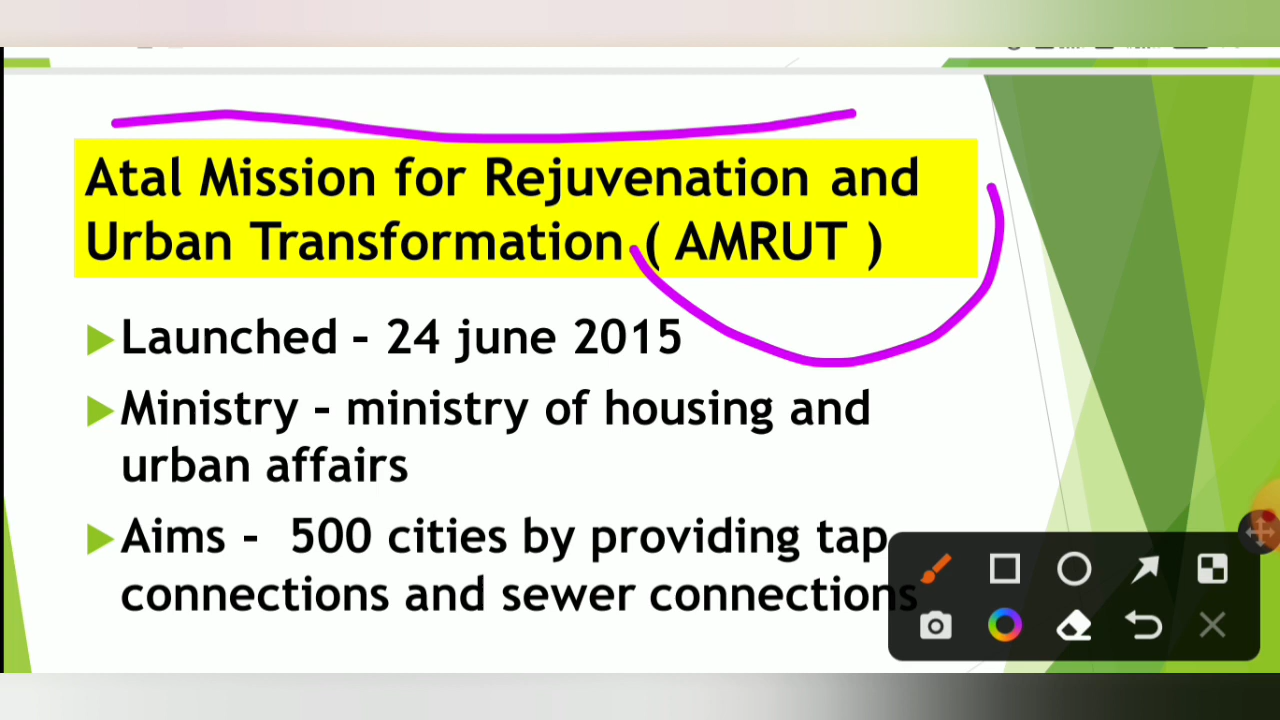 Atal Mission for Rejuvenation and
Urban Transformation ( AMRUT )
Launched - 24 june 2015
Ministry - ministry of housing and
urban affairs
Aims - 500 cities by providing tap
connections and sewer connections